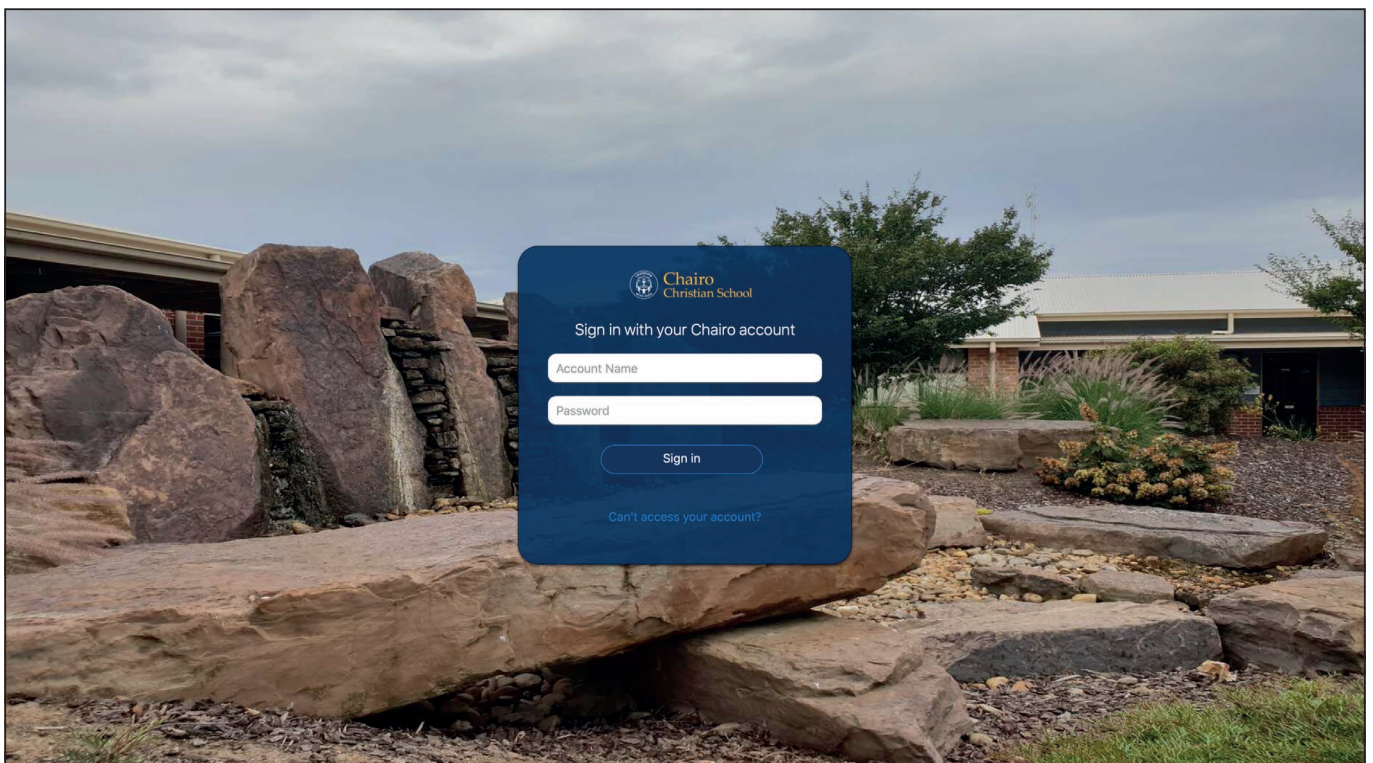 Chairo
Christian School
Sign in with your Chairo account
Account Name
Password
Sign in
Can't access your account?